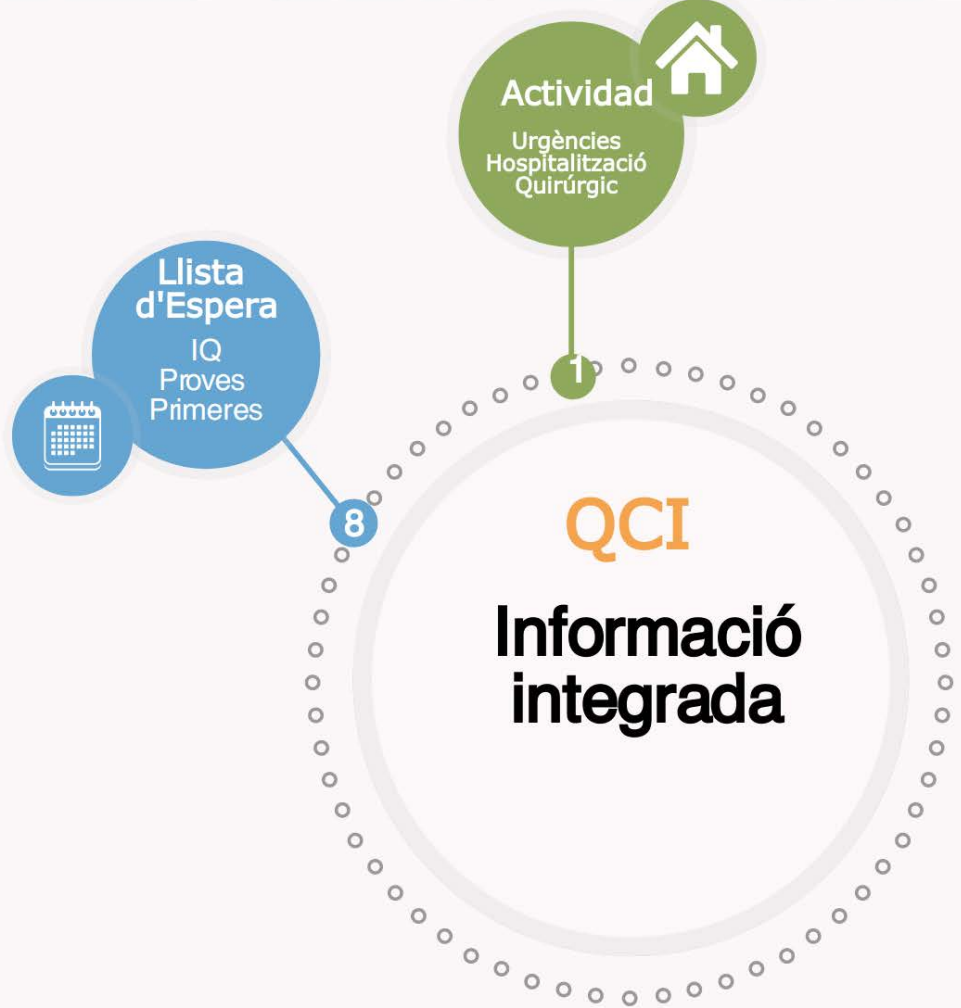 Actividad
Urgències
Hospitalització
Quirúrgic
1
Llista
d'Espera
IQ
Proves
Primeres
8
QCI
Informació
integrada